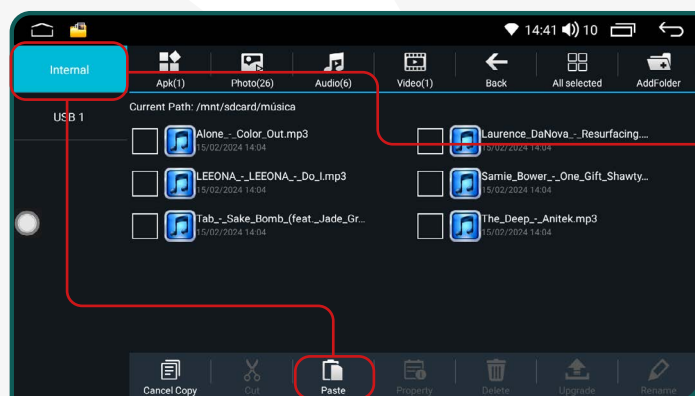 14:41 10
Internal
Apk(1) Photo(26) Audio(6) Video(1) Back All selected AddFolder
USB 1
Current Path: /mnt/sdcard/música
Alone_-_Color_Out.mp3
15/02/2024 14:04
Laurence_DaNova_-_Resurfacing....
15/02/2024 14:04
LEEONA_-_LEEONA_-_Do_I.mp3
15/02/2024 14:04
Samie_Bower_-_One_Gift_Shawty...
15/02/2024 14:04
Tab_-_Sake_Bomb_(feat._Jade_Gr...
15/02/2024 14:04
The_Deep_-_Anitek.mp3
15/02/2024 14:04
Cancel Copy Cut Paste Property Delete Upgrade Rename